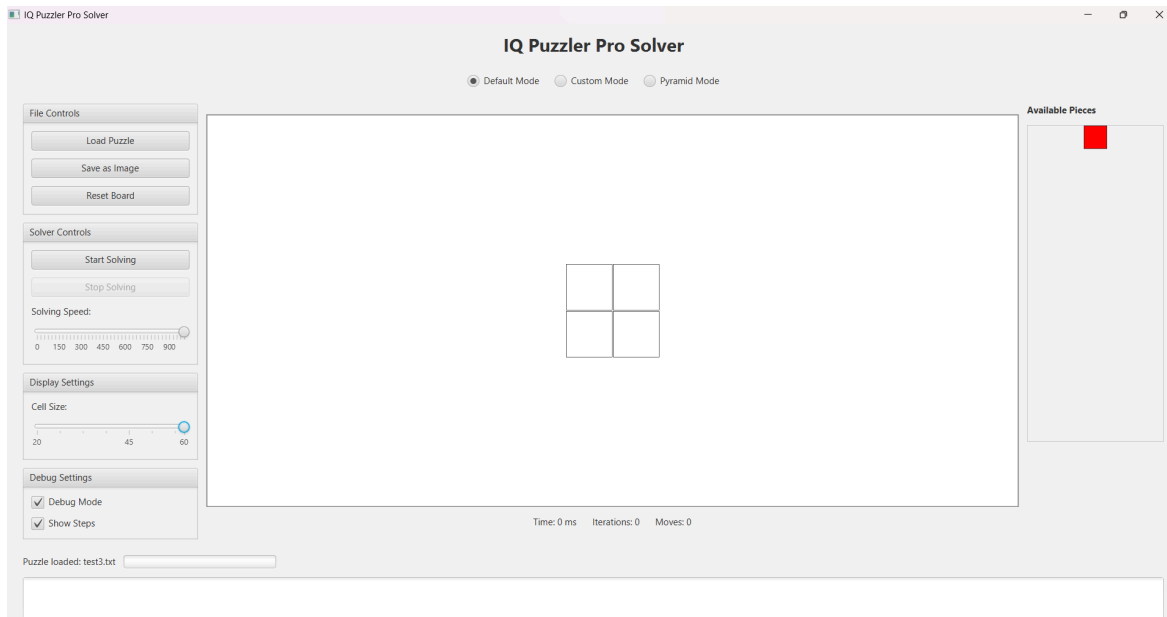 IQ Puzzler Pro Solver
IQ Puzzler Pro Solver
Default Mode Custom Mode Pyramid Mode
File Controls
Load Puzzle
Save as Image
Reset Board
Solver Controls
Start Solving
Stop Solving
Solving Speed:
0 150 300 450 600 750 900
Display Settings
Cell Size:
20 45 60
Debug Settings
Debug Mode
Show Steps
Available Pieces
Time: 0 ms Iterations: 0 Moves: 0
Puzzle loaded: test3.txt